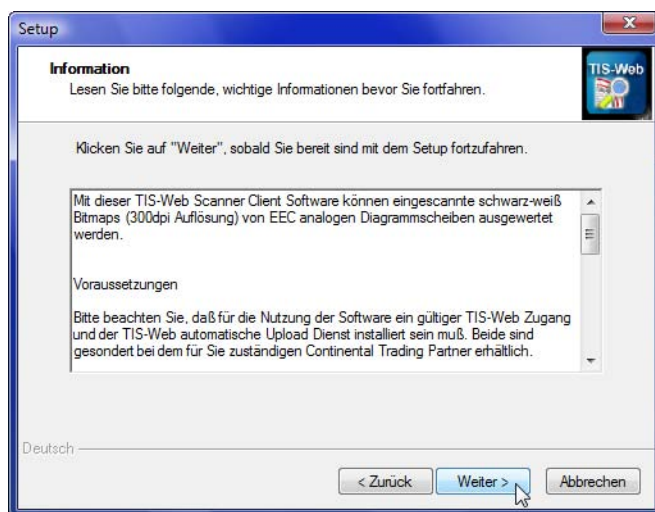 Setup
Information
Lesen Sie bitte folgende, wichtige Informationen bevor Sie fortfahren.
TIS-Web
Klicken Sie auf "Weiter", sobald Sie bereit sind mit dem Setup fortzufahren.
Mit dieser TIS-Web Scanner Client Software können eingescannte schwarz-weiß
Bitmaps (300dpi Auflösung) von EEC analogen Diagrammscheiben ausgewertet
werden.
Voraussetzungen
Bitte beachten Sie, daß für die Nutzung der Software ein gültiger TIS-Web Zugang
und der TIS-Web automatische Upload Dienst installiert sein muß. Beide sind
gesondert bei dem für Sie zuständigen Continental Trading Partner erhältlich.
Deutsch
< Zurück
Weiter >
Abbrechen